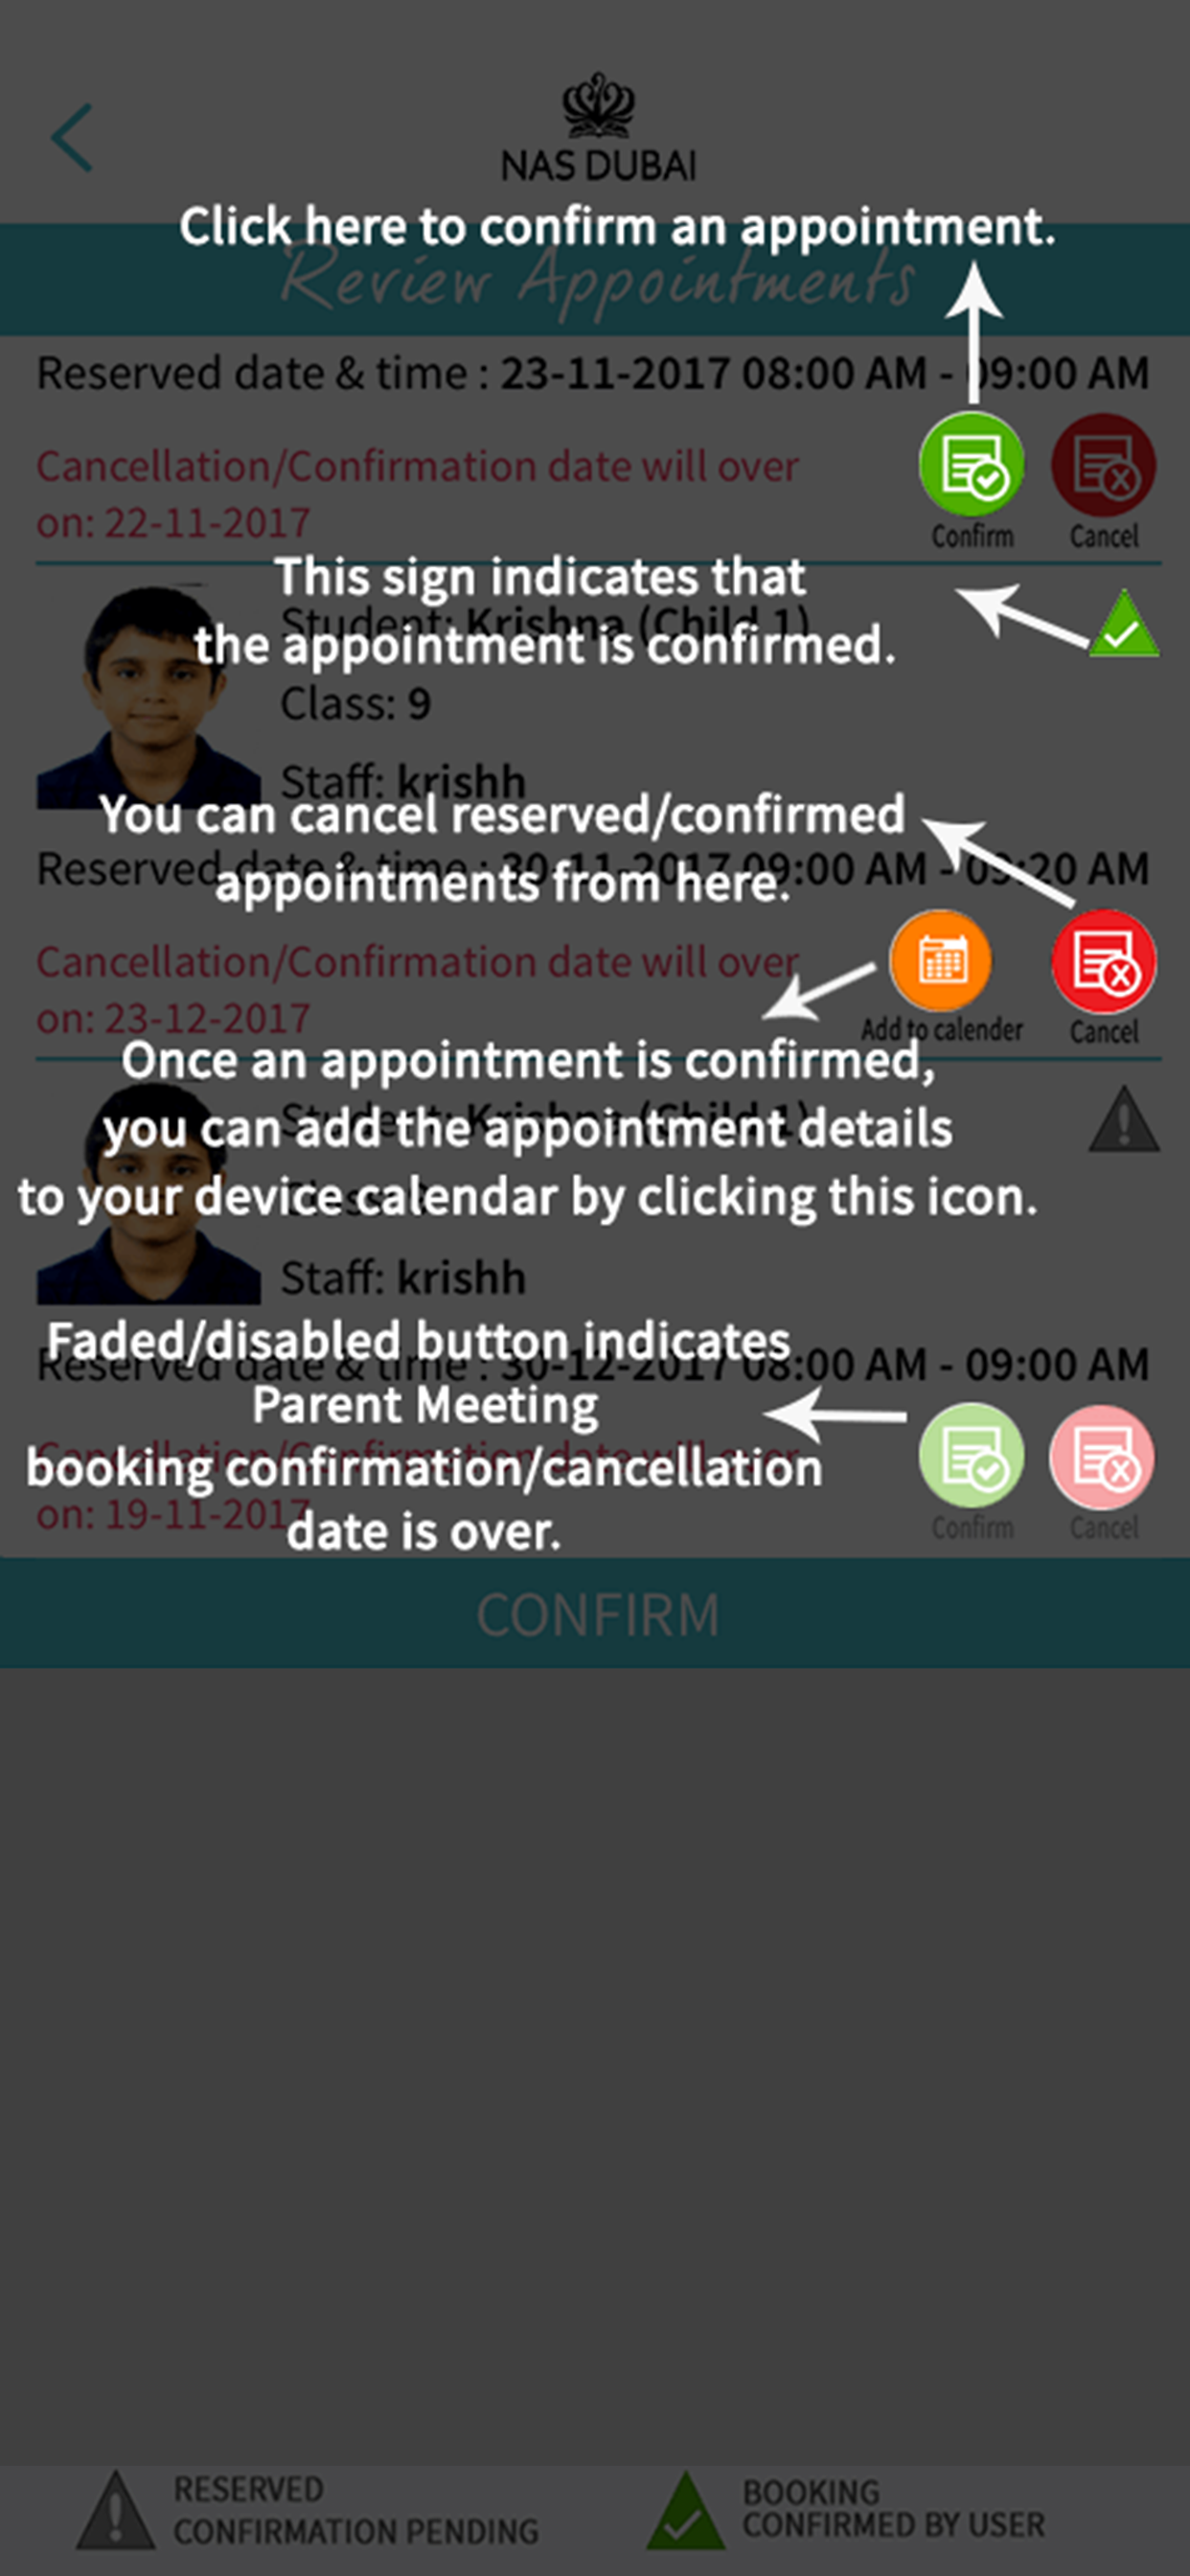 NAS DUBAI
Click here to confirm an appointment.
Review Appointments
Reserved date & time : 23-11-2017 08:00 AM - 09:00 AM
Cancellation/Confirmation date will over
on: 22-11-2017
Confirm
Cancel
This sign indicates that
Student: Krishna (Child 1)
the appointment is confirmed.
Class: 9
Staff: krishh
You can cancel reserved/confirmed
Reserved date & time : 30-11-2017 09:00 AM - 09:20 AM
appointments from here.
Cancellation/Confirmation date will over
on: 23-12-2017
Add to calender
Cancel
Once an appointment is confirmed,
Student: Krishna (Child 1)
you can add the appointment details
to your device calendar by clicking this icon.
Staff: krishh
Faded/disabled button indicates
Reserved date & time : 30-12-2017 08:00 AM - 09:00 AM
Parent Meeting
Cancellation/Confirmation date will over
booking confirmation/cancellation
on: 19-11-2017
date is over.
Confirm
Cancel
CONFIRM
RESERVED
CONFIRMATION PENDING
BOOKING
CONFIRMED BY USER